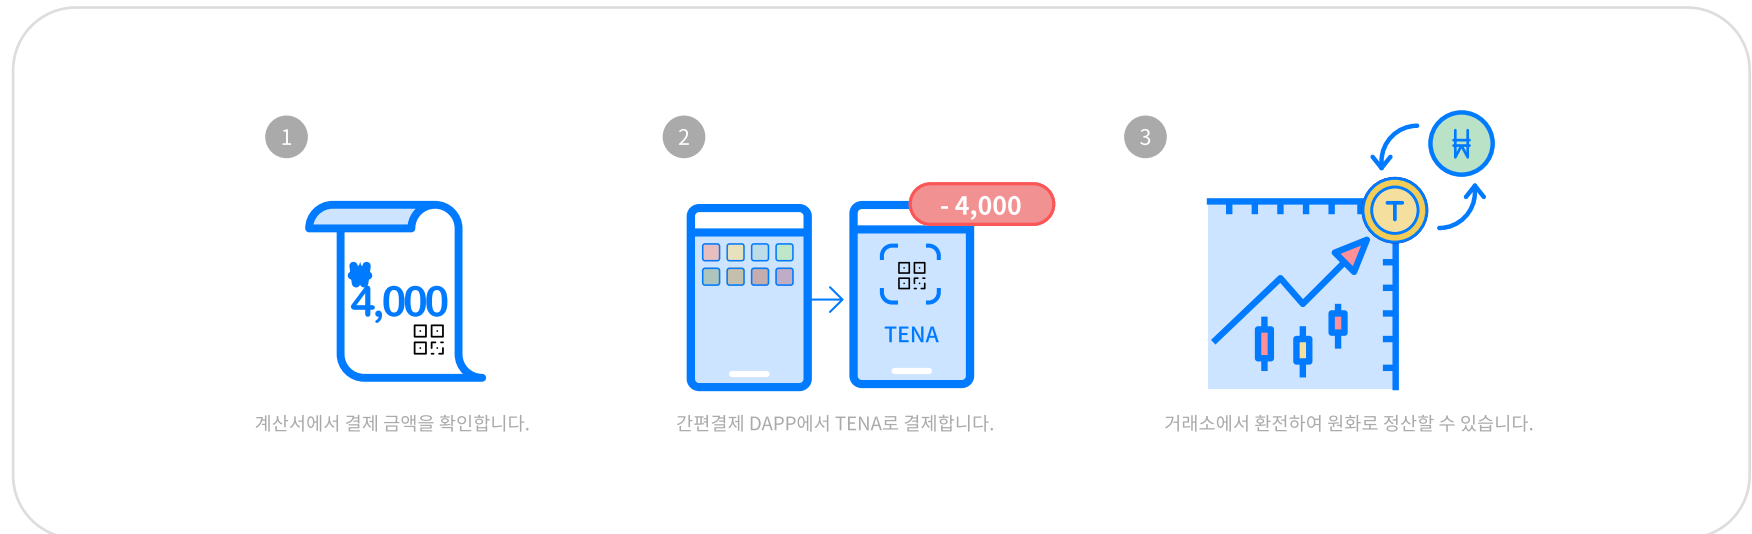 1
2
3
- 4,000
₩
T
₩
4,000
TENA
계산서에서 결제 금액을 확인합니다.
간편결제 DAPP에서 TENA로 결제합니다.
거래소에서 환전하여 원화로 정산할 수 있습니다.